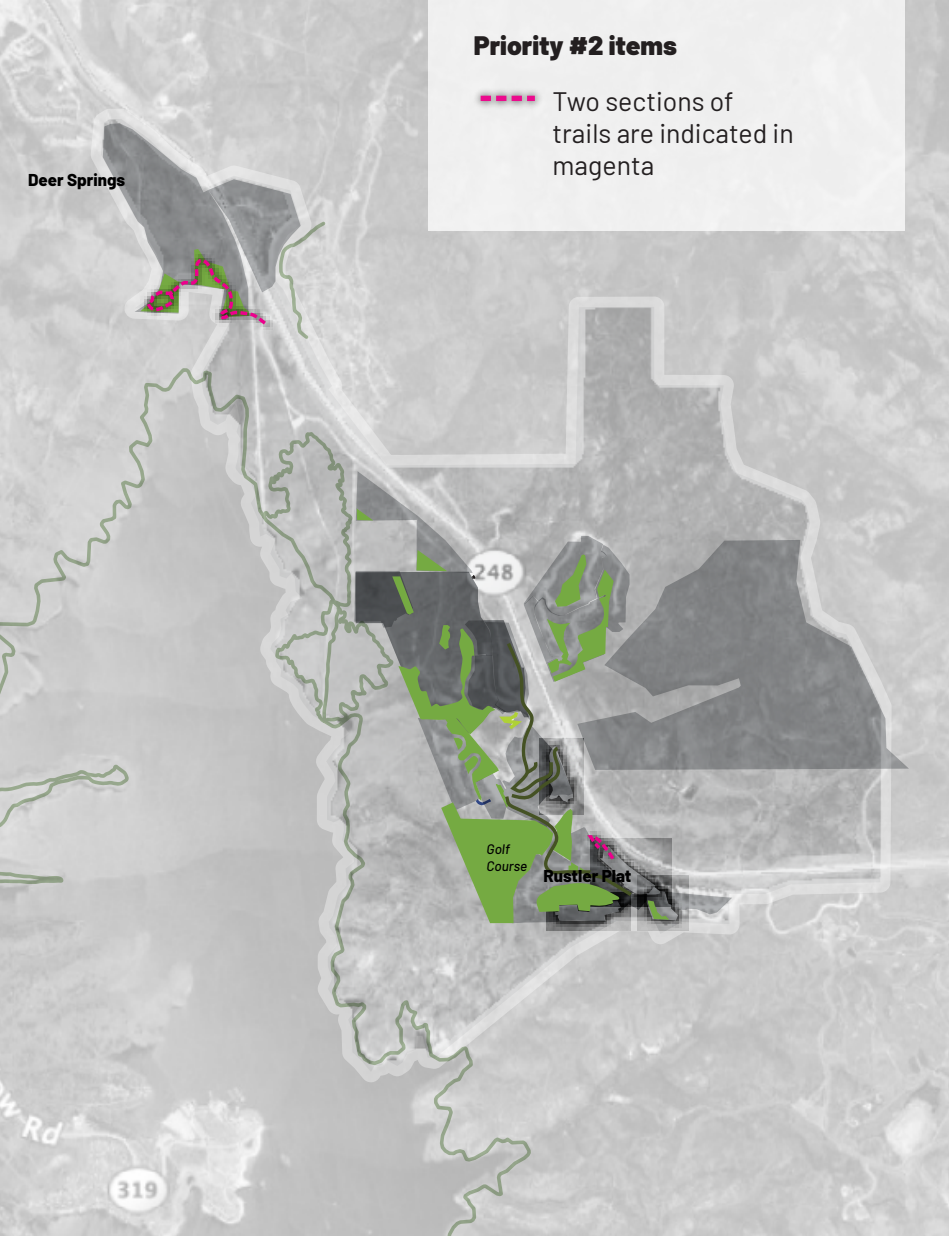 Priority #2 items
Two sections of
trails are indicated in
magenta
Deer Springs
248
Golf
Course
Rustler Plat
Rd
319